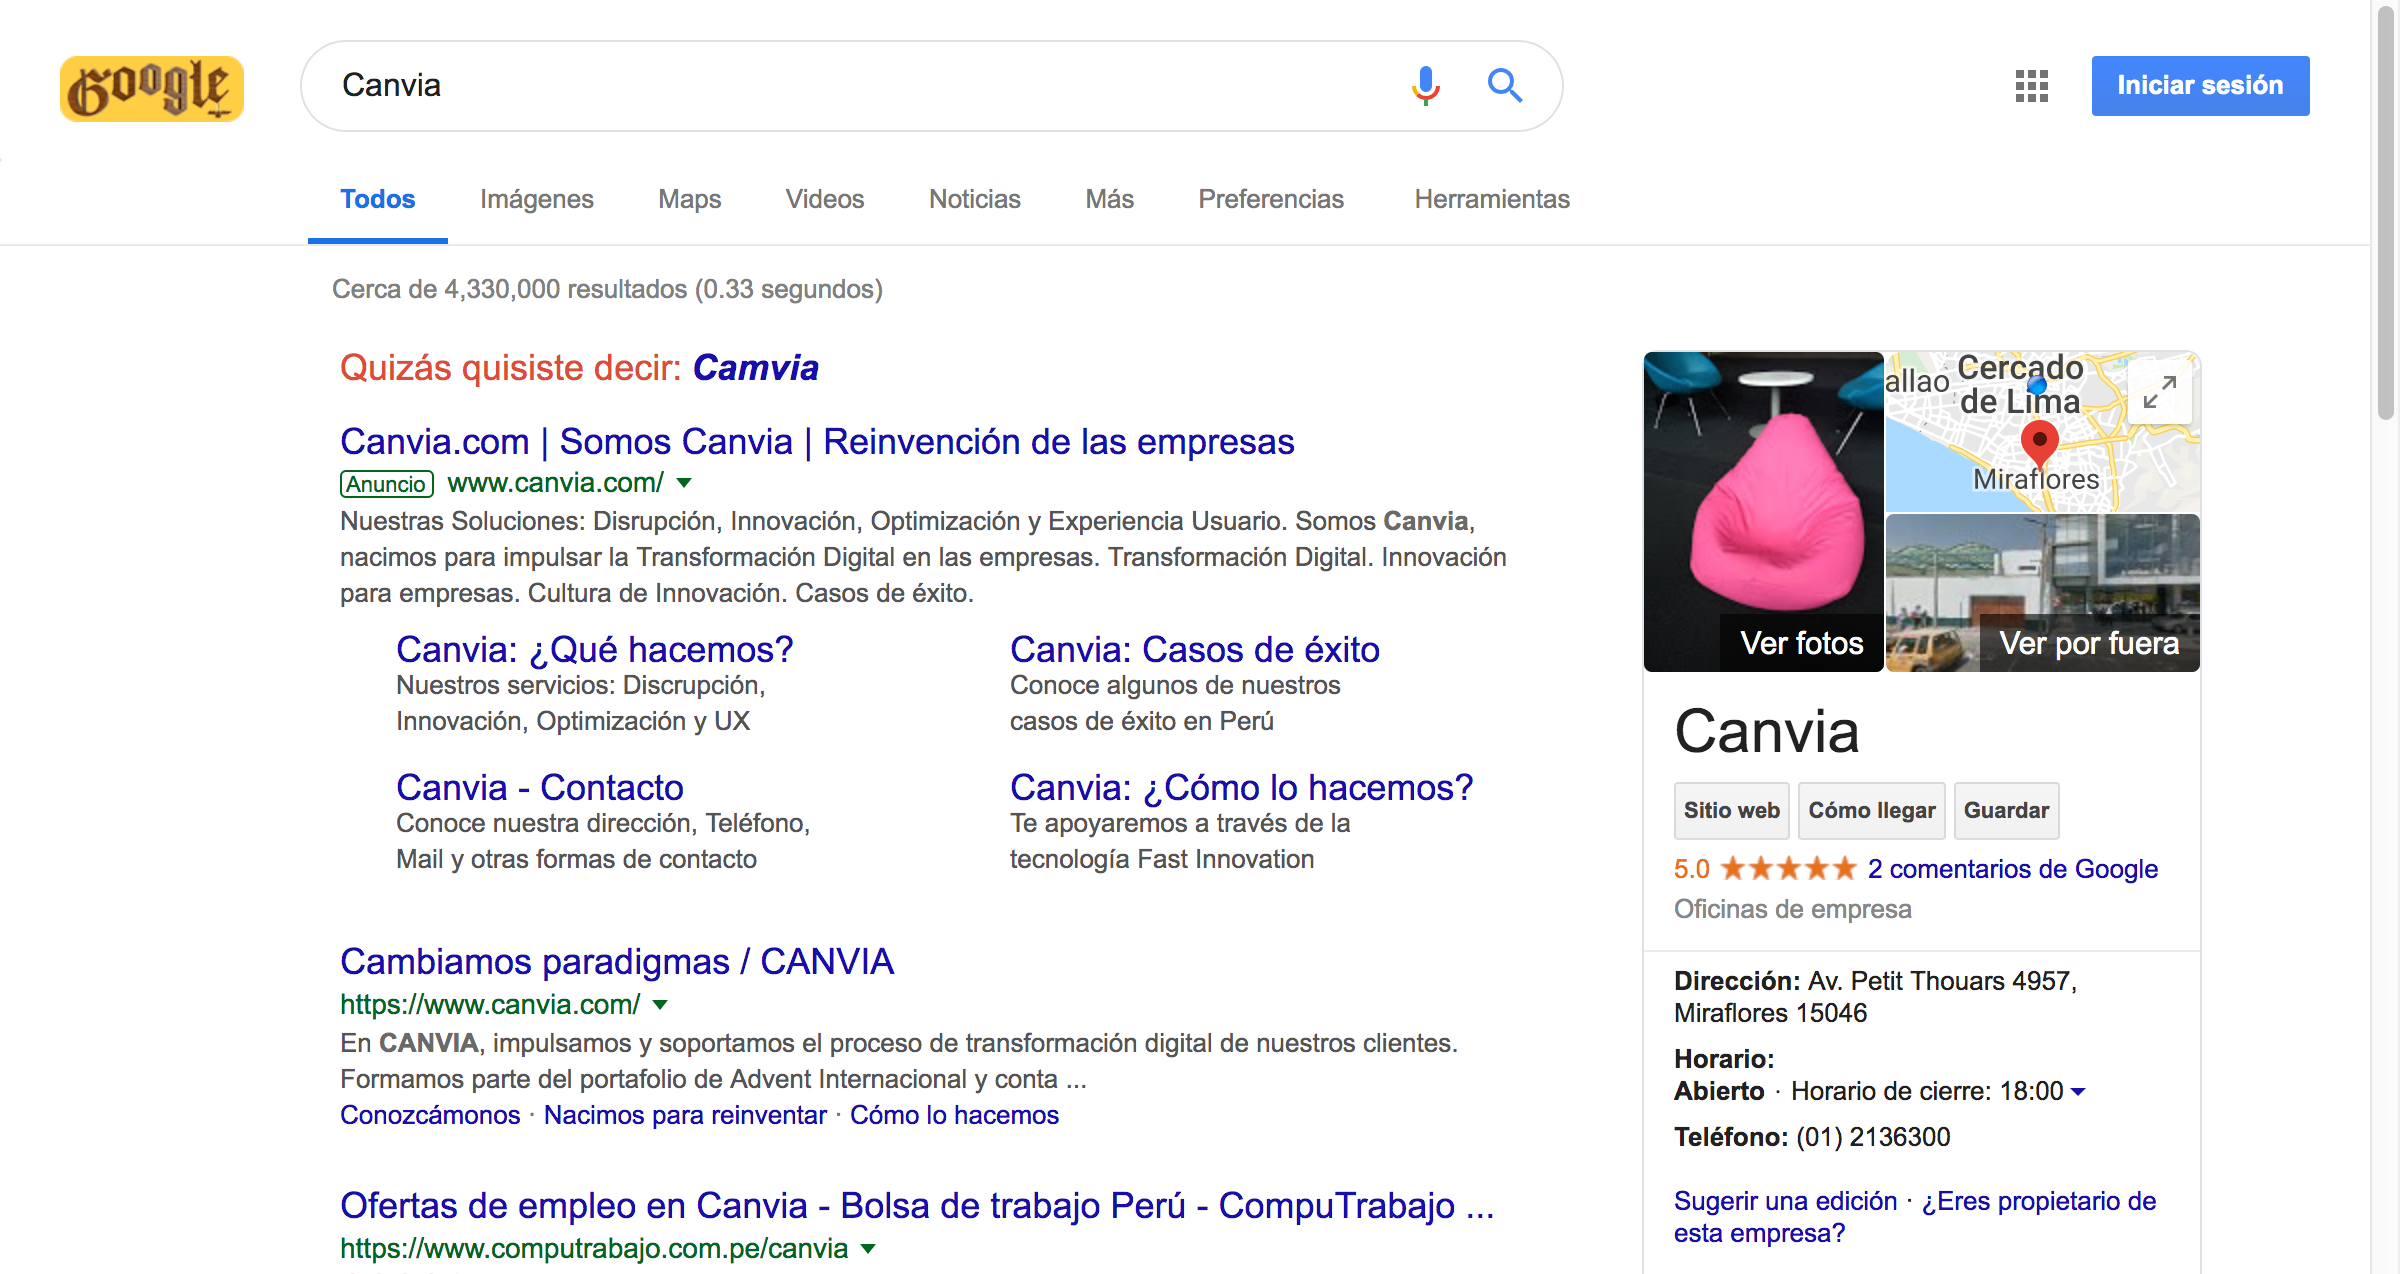 Google
Canvia
Iniciar sesión
Todos
Imágenes
Maps
Videos
Noticias
Más
Preferencias
Herramientas
Cerca de 4,330,000 resultados (0.33 segundos)
Quizás quisiste decir: Camvia
Canvia.com | Somos Canvia | Reinvención de las empresas
Anuncio www.canvia.com/
Nuestras Soluciones: Disrupción, Innovación, Optimización y Experiencia Usuario. Somos Canvia,
nacimos para impulsar la Transformación Digital en las empresas. Transformación Digital. Innovación
para empresas. Cultura de Innovación. Casos de éxito.
Canvia: ¿Qué hacemos?
Nuestros servicios: Discrupción,
Innovación, Optimización y UX
Canvia: Casos de éxito
Conoce algunos de nuestros
casos de éxito en Perú
Canvia - Contacto
Conoce nuestra dirección, Teléfono,
Mail y otras formas de contacto
Canvia: ¿Cómo lo hacemos?
Te apoyaremos a través de la
tecnología Fast Innovation
Cambiamos paradigmas / CANVIA
https://www.canvia.com/
En CANVIA, impulsamos y soportamos el proceso de transformación digital de nuestros clientes.
Formamos parte del portafolio de Advent Internacional y conta ...
Conozcámonos · Nacimos para reinventar · Cómo lo hacemos
Ofertas de empleo en Canvia - Bolsa de trabajo Perú - CompuTrabajo ...
https://www.computrabajo.com.pe/canvia
allao
Cercado
de Lima
Miraflores
Ver fotos
Ver por fuera
Canvia
Sitio web
Cómo llegar
Guardar
5.0 ★★★★★ 2 comentarios de Google
Oficinas de empresa
Dirección: Av. Petit Thouars 4957,
Miraflores 15046
Horario:
Abierto · Horario de cierre: 18:00
Teléfono: (01) 2136300
Sugerir una edición · ¿Eres propietario de
esta empresa?